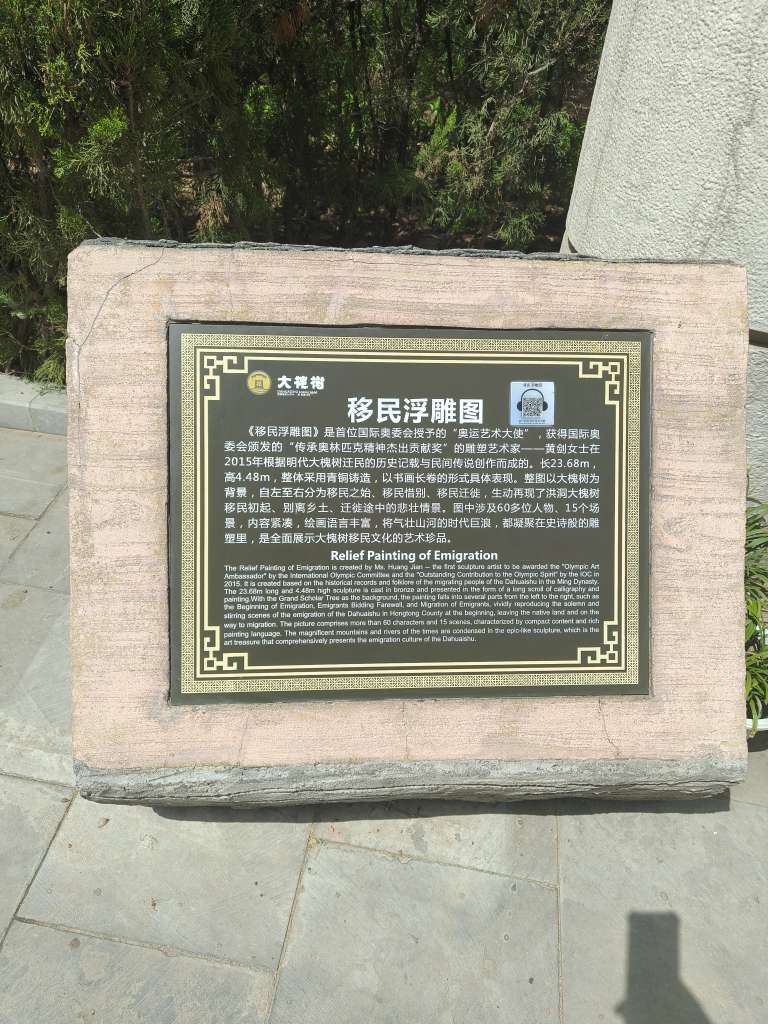 大槐树
移民浮雕图
《移民浮雕图》是首位国际奥委会授予的“奥运艺术大使”，获得国际奥
委会颁发的“传承奥林匹克精神杰出贡献奖”的雕塑艺术家——黄剑女士在
2015年根据明代大槐树迁民的历史记载与民间传说创作而成的。长23.68m，
高4.48m，整体采用青铜铸造，以书画长卷的形式具体表现。整图以大槐树为
背景，自左至右分为移民之始、移民惜别、移民迁徙，生动再现了洪洞大槐树
移民初起、别离乡土、迁徙途中的悲壮情景。图中涉及60多位人物、15个场
景，内容紧凑，绘画语言丰富，将气壮山河的时代巨浪，都凝聚在史诗般的雕
塑里，是全面展示大槐树移民文化的艺术珍品。
Relief Painting of Emigration
The Relief Painting of Emigration is created by Ms. Huang Jian -- the first sculpture artist to be awarded the "Olympic Art
Ambassador" by the International Olympic Committee and the "Outstanding Contribution to the Olympic Spirit" by the IOC in
2015. It is created based on the historical records and folklore of the migrating people of the Dahuaishu in the Ming Dynasty.
The 23.68m long and 4.48m high sculpture is cast in bronze and presented in the form of a long scroll of calligraphy and
painting.With the Grand Scholar Tree as the background, the painting falls into several parts from the left to the right, such as
the Beginning of Emigration, Emigrants Bidding Farewell, and Migration of Emigrants, vividly reproducing the solemn and
stirring scenes of the emigration of the Dahuaishu in Hongtong County at the beginning, leaving the native land and on the
way to migration. The picture comprises more than 60 characters and 15 scenes, characterized by compact content and rich
painting language. The magnificent mountains and rivers of the times are condensed in the epic-like sculpture, which is the
art treasure that comprehensively presents the emigration culture of the Dahuaishu.